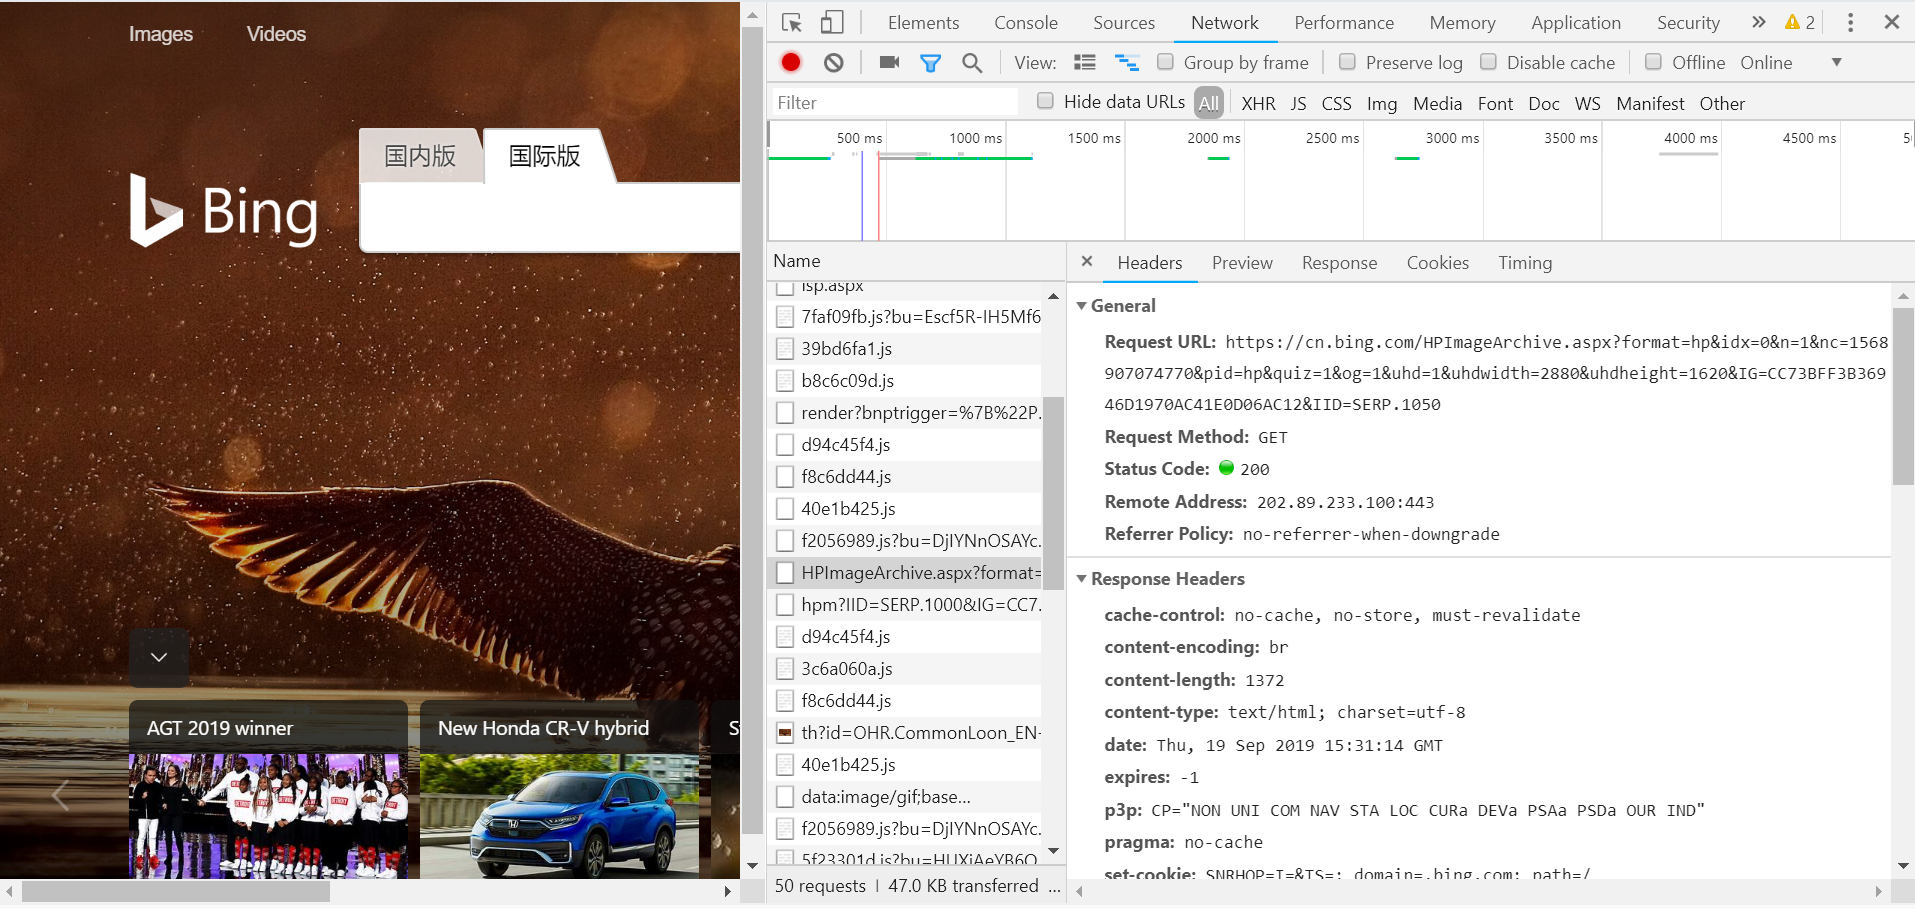 Images Videos
国内版 国际版
Bing
AGT 2019 winner
New Honda CR-V hybrid
Elements Console Sources Network Performance Memory Application Security 2
View: Group by frame Preserve log Disable cache Offline Online
Filter Hide data URLs All XHR JS CSS Img Media Font Doc WS Manifest Other
500 ms 1000 ms 1500 ms 2000 ms 2500 ms 3000 ms 3500 ms 4000 ms 4500 ms
Name
isp.aspx
7faf09fb.js?bu=Escf5R-IH5Mf6
39bd6fa1.js
b8c6c09d.js
render?bnptrigger=%7B%22P.
d94c45f4.js
f8c6dd44.js
40e1b425.js
f2056989.js?bu=DjIYNnOSAYc.
HPImageArchive.aspx?format=
hpm?IID=SERP.1000&IG=CC7.
d94c45f4.js
3c6a060a.js
f8c6dd44.js
th?id=OHR.CommonLoon_EN-
40e1b425.js
data:image/gif;base...
f2056989.js?bu=DjIYNnOSAYc.
5f23301d.js?bu=HUXiAeYB6O
50 requests | 47.0 KB transferred ...
Headers Preview Response Cookies Timing
General
Request URL: https://cn.bing.com/HPImageArchive.aspx?format=hp&idx=0&n=1&nc=1568
907074770&pid=hp&quiz=1&og=1&uhd=1&uhdwidth=2880&uhdheight=1620&IG=CC73BFF3B369
46D1970AC41E0D06AC12&IID=SERP.1050
Request Method: GET
Status Code: 200
Remote Address: 202.89.233.100:443
Referrer Policy: no-referrer-when-downgrade
Response Headers
cache-control: no-cache, no-store, must-revalidate
content-encoding: br
content-length: 1372
content-type: text/html; charset=utf-8
date: Thu, 19 Sep 2019 15:31:14 GMT
expires: -1
p3p: CP="NON UNI COM NAV STA LOC CURa DEVa PSAa PSDa OUR IND"
pragma: no-cache
set-cookie: SNRHOP=I=&TS=; domain=.bing.com; path=/